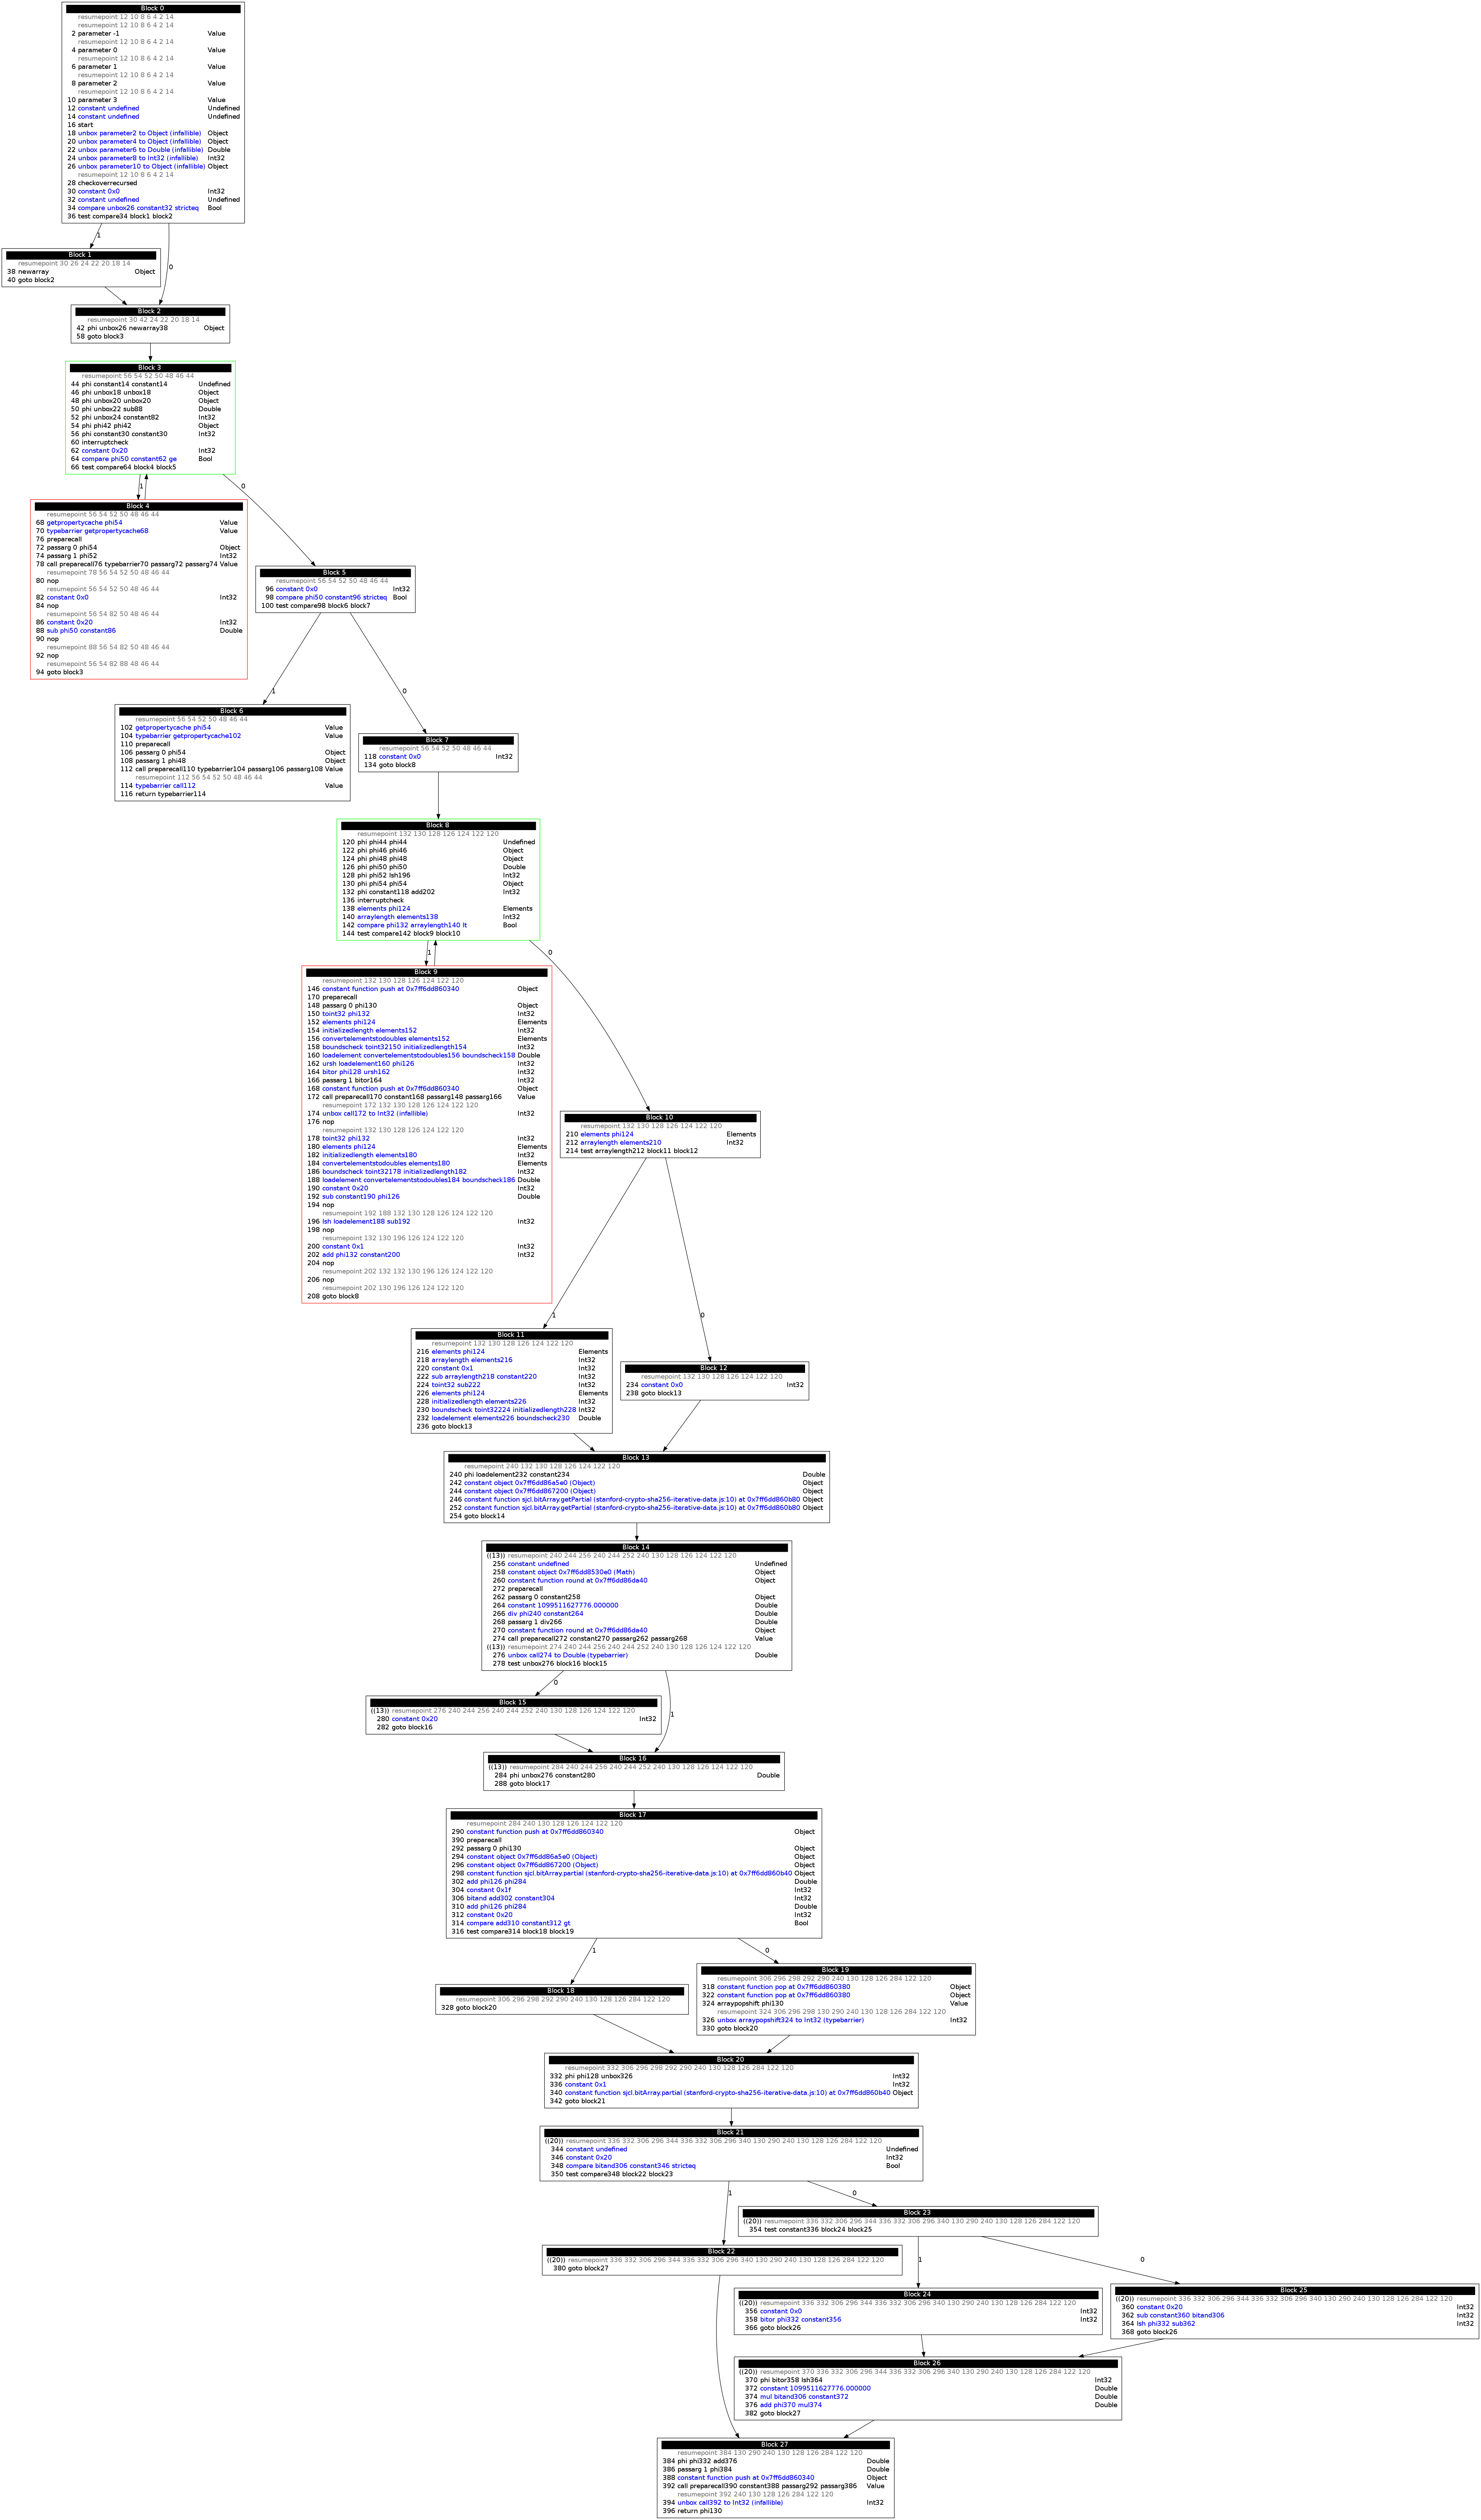 Block 0
resumepoint 12 10 8 6 4 2 14
resumepoint 12 10 8 6 4 2 14
2 parameter -1 Value
resumepoint 12 10 8 6 4 2 14
4 parameter 0 Value
resumepoint 12 10 8 6 4 2 14
6 parameter 1 Value
resumepoint 12 10 8 6 4 2 14
8 parameter 2 Value
resumepoint 12 10 8 6 4 2 14
10 parameter 3 Value
12 constant undefined Undefined
14 constant undefined Undefined
16 start
18 unbox parameter2 to Object (infallible) Object
20 unbox parameter4 to Object (infallible) Object
22 unbox parameter6 to Double (infallible) Double
24 unbox parameter8 to Int32 (infallible) Int32
26 unbox parameter10 to Object (infallible) Object
resumepoint 12 10 8 6 4 2 14
28 checkoverrecursed
30 constant 0x0 Int32
32 constant undefined Undefined
34 compare unbox26 constant32 stricteq Bool
36 test compare34 block1 block2
1
0
Block 1
resumepoint 30 26 24 22 20 18 14
38 newarray Object
40 goto block2
Block 2
resumepoint 30 42 24 22 20 18 14
42 phi unbox26 newarray38 Object
58 goto block3
Block 3
resumepoint 56 54 52 50 48 46 44
44 phi constant14 constant14 Undefined
46 phi unbox18 unbox18 Object
48 phi unbox20 unbox20 Object
50 phi unbox22 sub88 Double
52 phi unbox24 constant82 Int32
54 phi phi42 phi42 Object
56 phi constant30 constant30 Int32
60 interruptcheck
62 constant 0x20 Int32
64 compare phi50 constant62 ge Bool
66 test compare64 block4 block5
1
0
Block 4
resumepoint 56 54 52 50 48 46 44
68 getpropertycache phi54 Value
70 typebarrier getpropertycache68 Value
76 preparecall
72 passarg 0 phi54 Object
74 passarg 1 phi52 Int32
78 call preparecall76 typebarrier70 passarg72 passarg74 Value
resumepoint 78 56 54 52 50 48 46 44
80 nop
resumepoint 56 54 52 50 48 46 44
82 constant 0x0 Int32
84 nop
resumepoint 56 54 82 50 48 46 44
86 constant 0x20 Int32
88 sub phi50 constant86 Double
90 nop
resumepoint 88 56 54 82 50 48 46 44
92 nop
resumepoint 56 54 82 88 48 46 44
94 goto block3
Block 5
resumepoint 56 54 52 50 48 46 44
96 constant 0x0 Int32
98 compare phi50 constant96 stricteq Bool
100 test compare98 block6 block7
1
0
Block 6
resumepoint 56 54 52 50 48 46 44
102 getpropertycache phi54 Value
104 typebarrier getpropertycache102 Value
110 preparecall
106 passarg 0 phi54 Object
108 passarg 1 phi48 Object
112 call preparecall110 typebarrier104 passarg106 passarg108 Value
resumepoint 112 56 54 52 50 48 46 44
114 typebarrier call112 Value
116 return typebarrier114
Block 7
resumepoint 56 54 52 50 48 46 44
118 constant 0x0 Int32
134 goto block8
Block 8
resumepoint 132 130 128 126 124 122 120
120 phi phi44 phi44 Undefined
122 phi phi46 phi46 Object
124 phi phi48 phi48 Object
126 phi phi50 phi50 Double
128 phi phi52 lsh196 Int32
130 phi phi54 phi54 Object
132 phi constant118 add202 Int32
136 interruptcheck
138 elements phi124 Elements
140 arraylength elements138 Int32
142 compare phi132 arraylength140 lt Bool
144 test compare142 block9 block10
1
0
Block 9
resumepoint 132 130 128 126 124 122 120
146 constant function push at 0x7ff6dd860340 Object
170 preparecall
148 passarg 0 phi130 Object
150 toint32 phi132 Int32
152 elements phi124 Elements
154 initializedlength elements152 Int32
156 convertelementstodoubles elements152 Elements
158 boundscheck toint32150 initializedlength154 Int32
160 loadelement convertelementstodoubles156 boundscheck158 Double
162 ursh loadelement160 phi126 Int32
164 bitor phi128 ursh162 Int32
166 passarg 1 bitor164 Int32
168 constant function push at 0x7ff6dd860340 Object
172 call preparecall170 constant168 passarg148 passarg166 Value
resumepoint 172 132 130 128 126 124 122 120
174 unbox call172 to Int32 (infallible) Int32
176 nop
resumepoint 132 130 128 126 124 122 120
178 toint32 phi132 Int32
180 elements phi124 Elements
182 initializedlength elements180 Int32
184 convertelementstodoubles elements180 Elements
186 boundscheck toint32178 initializedlength182 Int32
188 loadelement convertelementstodoubles184 boundscheck186 Double
190 constant 0x20 Int32
192 sub constant190 phi126 Double
194 nop
resumepoint 192 188 132 130 128 126 124 122 120
196 lsh loadelement188 sub192 Int32
198 nop
resumepoint 132 130 196 126 124 122 120
200 constant 0x1 Int32
202 add phi132 constant200 Int32
204 nop
resumepoint 202 132 132 130 196 126 124 122 120
206 nop
resumepoint 202 130 196 126 124 122 120
208 goto block8
Block 10
resumepoint 132 130 128 126 124 122 120
210 elements phi124 Elements
212 arraylength elements210 Int32
214 test arraylength212 block11 block12
1
0
Block 11
resumepoint 132 130 128 126 124 122 120
216 elements phi124 Elements
218 arraylength elements216 Int32
220 constant 0x1 Int32
222 sub arraylength218 constant220 Int32
224 toint32 sub222 Int32
226 elements phi124 Elements
228 initializedlength elements226 Int32
230 boundscheck toint32224 initializedlength228 Int32
232 loadelement elements226 boundscheck230 Double
236 goto block13
Block 12
resumepoint 132 130 128 126 124 122 120
234 constant 0x0 Int32
238 goto block13
Block 13
resumepoint 240 132 130 128 126 124 122 120
240 phi loadelement232 constant234 Double
242 constant object 0x7ff6dd86a5e0 (Object) Object
244 constant object 0x7ff6dd867200 (Object) Object
246 constant function sjcl.bitArray.getPartial (stanford-crypto-sha256-iterative-data.js:10) at 0x7ff6dd860b80 Object
252 constant function sjcl.bitArray.getPartial (stanford-crypto-sha256-iterative-data.js:10) at 0x7ff6dd860b80 Object
254 goto block14
Block 14
((13)) resumepoint 240 244 256 240 244 252 240 130 128 126 124 122 120
256 constant undefined Undefined
258 constant object 0x7ff6dd8530e0 (Math) Object
260 constant function round at 0x7ff6dd86da40 Object
272 preparecall
262 passarg 0 constant258 Object
264 constant 1099511627776.000000 Double
266 div phi240 constant264 Double
268 passarg 1 div266 Double
270 constant function round at 0x7ff6dd86da40 Object
274 call preparecall272 constant270 passarg262 passarg268 Value
((13)) resumepoint 274 240 244 256 240 244 252 240 130 128 126 124 122 120
276 unbox call274 to Double (typebarrier) Double
278 test unbox276 block16 block15
0
1
Block 15
((13)) resumepoint 276 240 244 256 240 244 252 240 130 128 126 124 122 120
280 constant 0x20 Int32
282 goto block16
Block 16
((13)) resumepoint 284 240 244 256 240 244 252 240 130 128 126 124 122 120
284 phi unbox276 constant280 Double
288 goto block17
Block 17
resumepoint 284 240 130 128 126 124 122 120
290 constant function push at 0x7ff6dd860340 Object
390 preparecall
292 passarg 0 phi130 Object
294 constant object 0x7ff6dd86a5e0 (Object) Object
296 constant object 0x7ff6dd867200 (Object) Object
298 constant function sjcl.bitArray.partial (stanford-crypto-sha256-iterative-data.js:10) at 0x7ff6dd860b40 Object
302 add phi126 phi284 Double
304 constant 0x1f Int32
306 bitand add302 constant304 Int32
310 add phi126 phi284 Double
312 constant 0x20 Int32
314 compare add310 constant312 gt Bool
316 test compare314 block18 block19
1
0
Block 18
resumepoint 306 296 298 292 290 240 130 128 126 284 122 120
328 goto block20
Block 19
resumepoint 306 296 298 292 290 240 130 128 126 284 122 120
318 constant function pop at 0x7ff6dd860380 Object
322 constant function pop at 0x7ff6dd860380 Object
324 arraypopshift phi130 Value
resumepoint 324 306 296 298 130 290 240 130 128 126 284 122 120
326 unbox arraypopshift324 to Int32 (typebarrier) Int32
330 goto block20
Block 20
resumepoint 332 306 296 298 292 290 240 130 128 126 284 122 120
332 phi phi128 unbox326 Int32
336 constant 0x1 Int32
340 constant function sjcl.bitArray.partial (stanford-crypto-sha256-iterative-data.js:10) at 0x7ff6dd860b40 Object
342 goto block21
Block 21
((20)) resumepoint 336 332 306 296 344 336 332 306 296 340 130 290 240 130 128 126 284 122 120
344 constant undefined Undefined
346 constant 0x20 Int32
348 compare bitand306 constant346 stricteq Bool
350 test compare348 block22 block23
1
0
Block 23
((20)) resumepoint 336 332 306 296 344 336 332 306 296 340 130 290 240 130 128 126 284 122 120
354 test constant336 block24 block25
Block 22
((20)) resumepoint 336 332 306 296 344 336 332 306 296 340 130 290 240 130 128 126 284 122 120
380 goto block27
1
0
Block 24
((20)) resumepoint 336 332 306 296 344 336 332 306 296 340 130 290 240 130 128 126 284 122 120
356 constant 0x0 Int32
358 bitor phi332 constant356 Int32
366 goto block26
Block 25
((20)) resumepoint 336 332 306 296 344 336 332 306 296 340 130 290 240 130 128 126 284 122 120
360 constant 0x20 Int32
362 sub constant360 bitand306 Int32
364 lsh phi332 sub362 Int32
368 goto block26
Block 26
((20)) resumepoint 370 336 332 306 296 344 336 332 306 296 340 130 290 240 130 128 126 284 122 120
370 phi bitor358 lsh364 Int32
372 constant 1099511627776.000000 Double
374 mul bitand306 constant372 Double
376 add phi370 mul374 Double
382 goto block27
Block 27
resumepoint 384 130 290 240 130 128 126 284 122 120
384 phi phi332 add376 Double
386 passarg 1 phi384 Double
388 constant function push at 0x7ff6dd860340 Object
392 call preparecall390 constant388 passarg292 passarg386 Value
resumepoint 392 240 130 128 126 284 122 120
394 unbox call392 to Int32 (infallible) Int32
396 return phi130